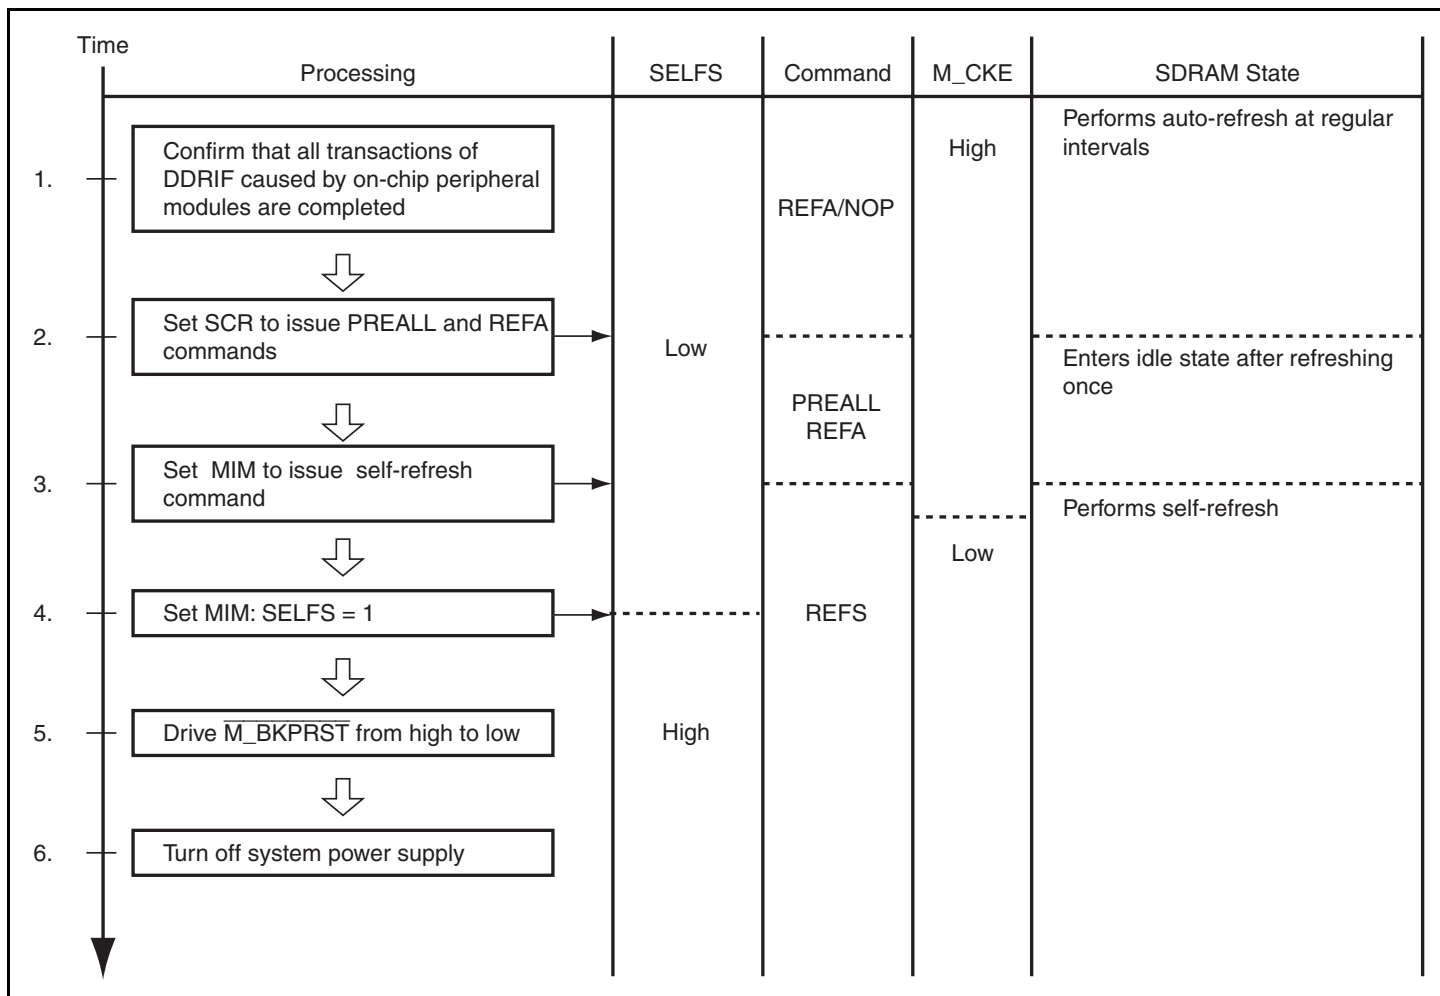 Time
Processing
SELFS
Command
M_CKE
SDRAM State
1.
Confirm that all transactions of
DDRIF caused by on-chip peripheral
modules are completed
REFA/NOP
High
Performs auto-refresh at regular
intervals
2.
Set SCR to issue PREALL and REFA
commands
Low
PREALL
REFA
Enters idle state after refreshing
once
3.
Set MIM to issue self-refresh
command
Low
Performs self-refresh
4.
Set MIM: SELFS = 1
REFS
5.
Drive M_BKPRST from high to low
High
6.
Turn off system power supply